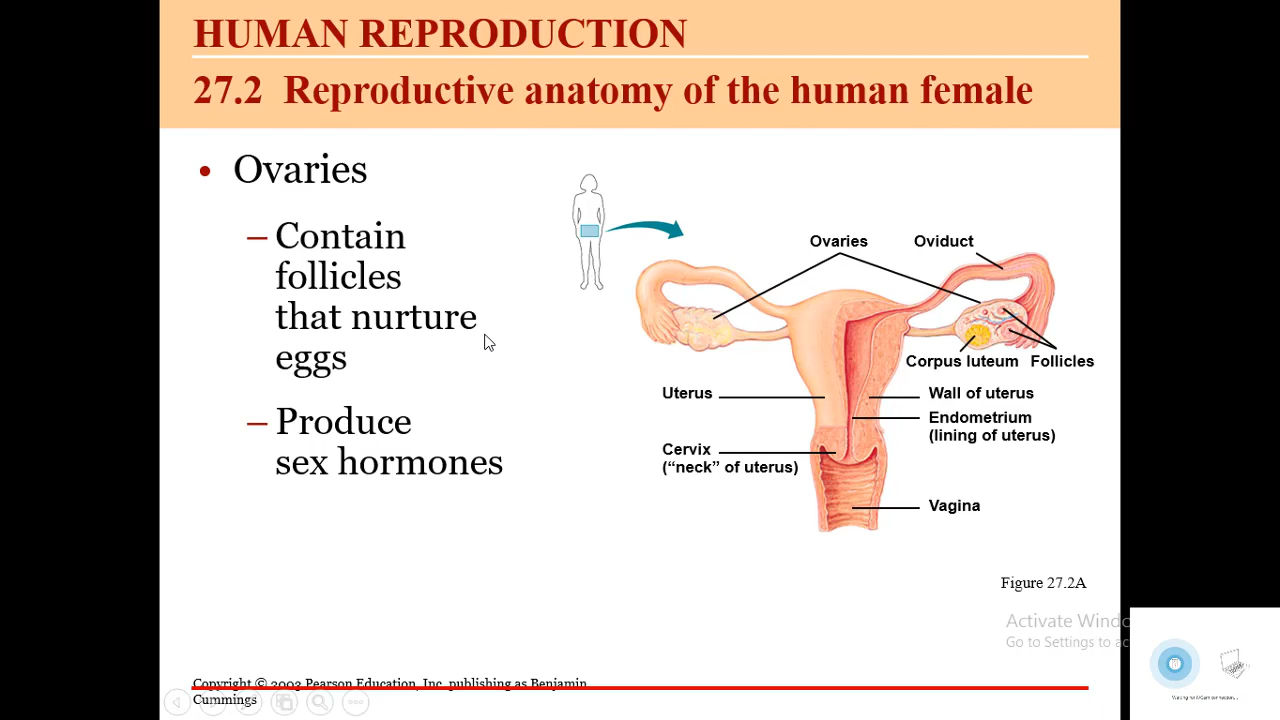 HUMAN REPRODUCTION
27.2 Reproductive anatomy of the human female
• Ovaries
– Contain
follicles
that nurture
eggs
– Produce
sex hormones
Ovaries
Oviduct
Corpus luteum
Follicles
Uterus
Wall of uterus
Endometrium
(lining of uterus)
Cervix
(“neck” of uterus)
Vagina
Figure 27.2A
Activate Windo
Go to Settings to ac
Copyright © 2003 Pearson Education, Inc. publishing as Benjamin
Cummings